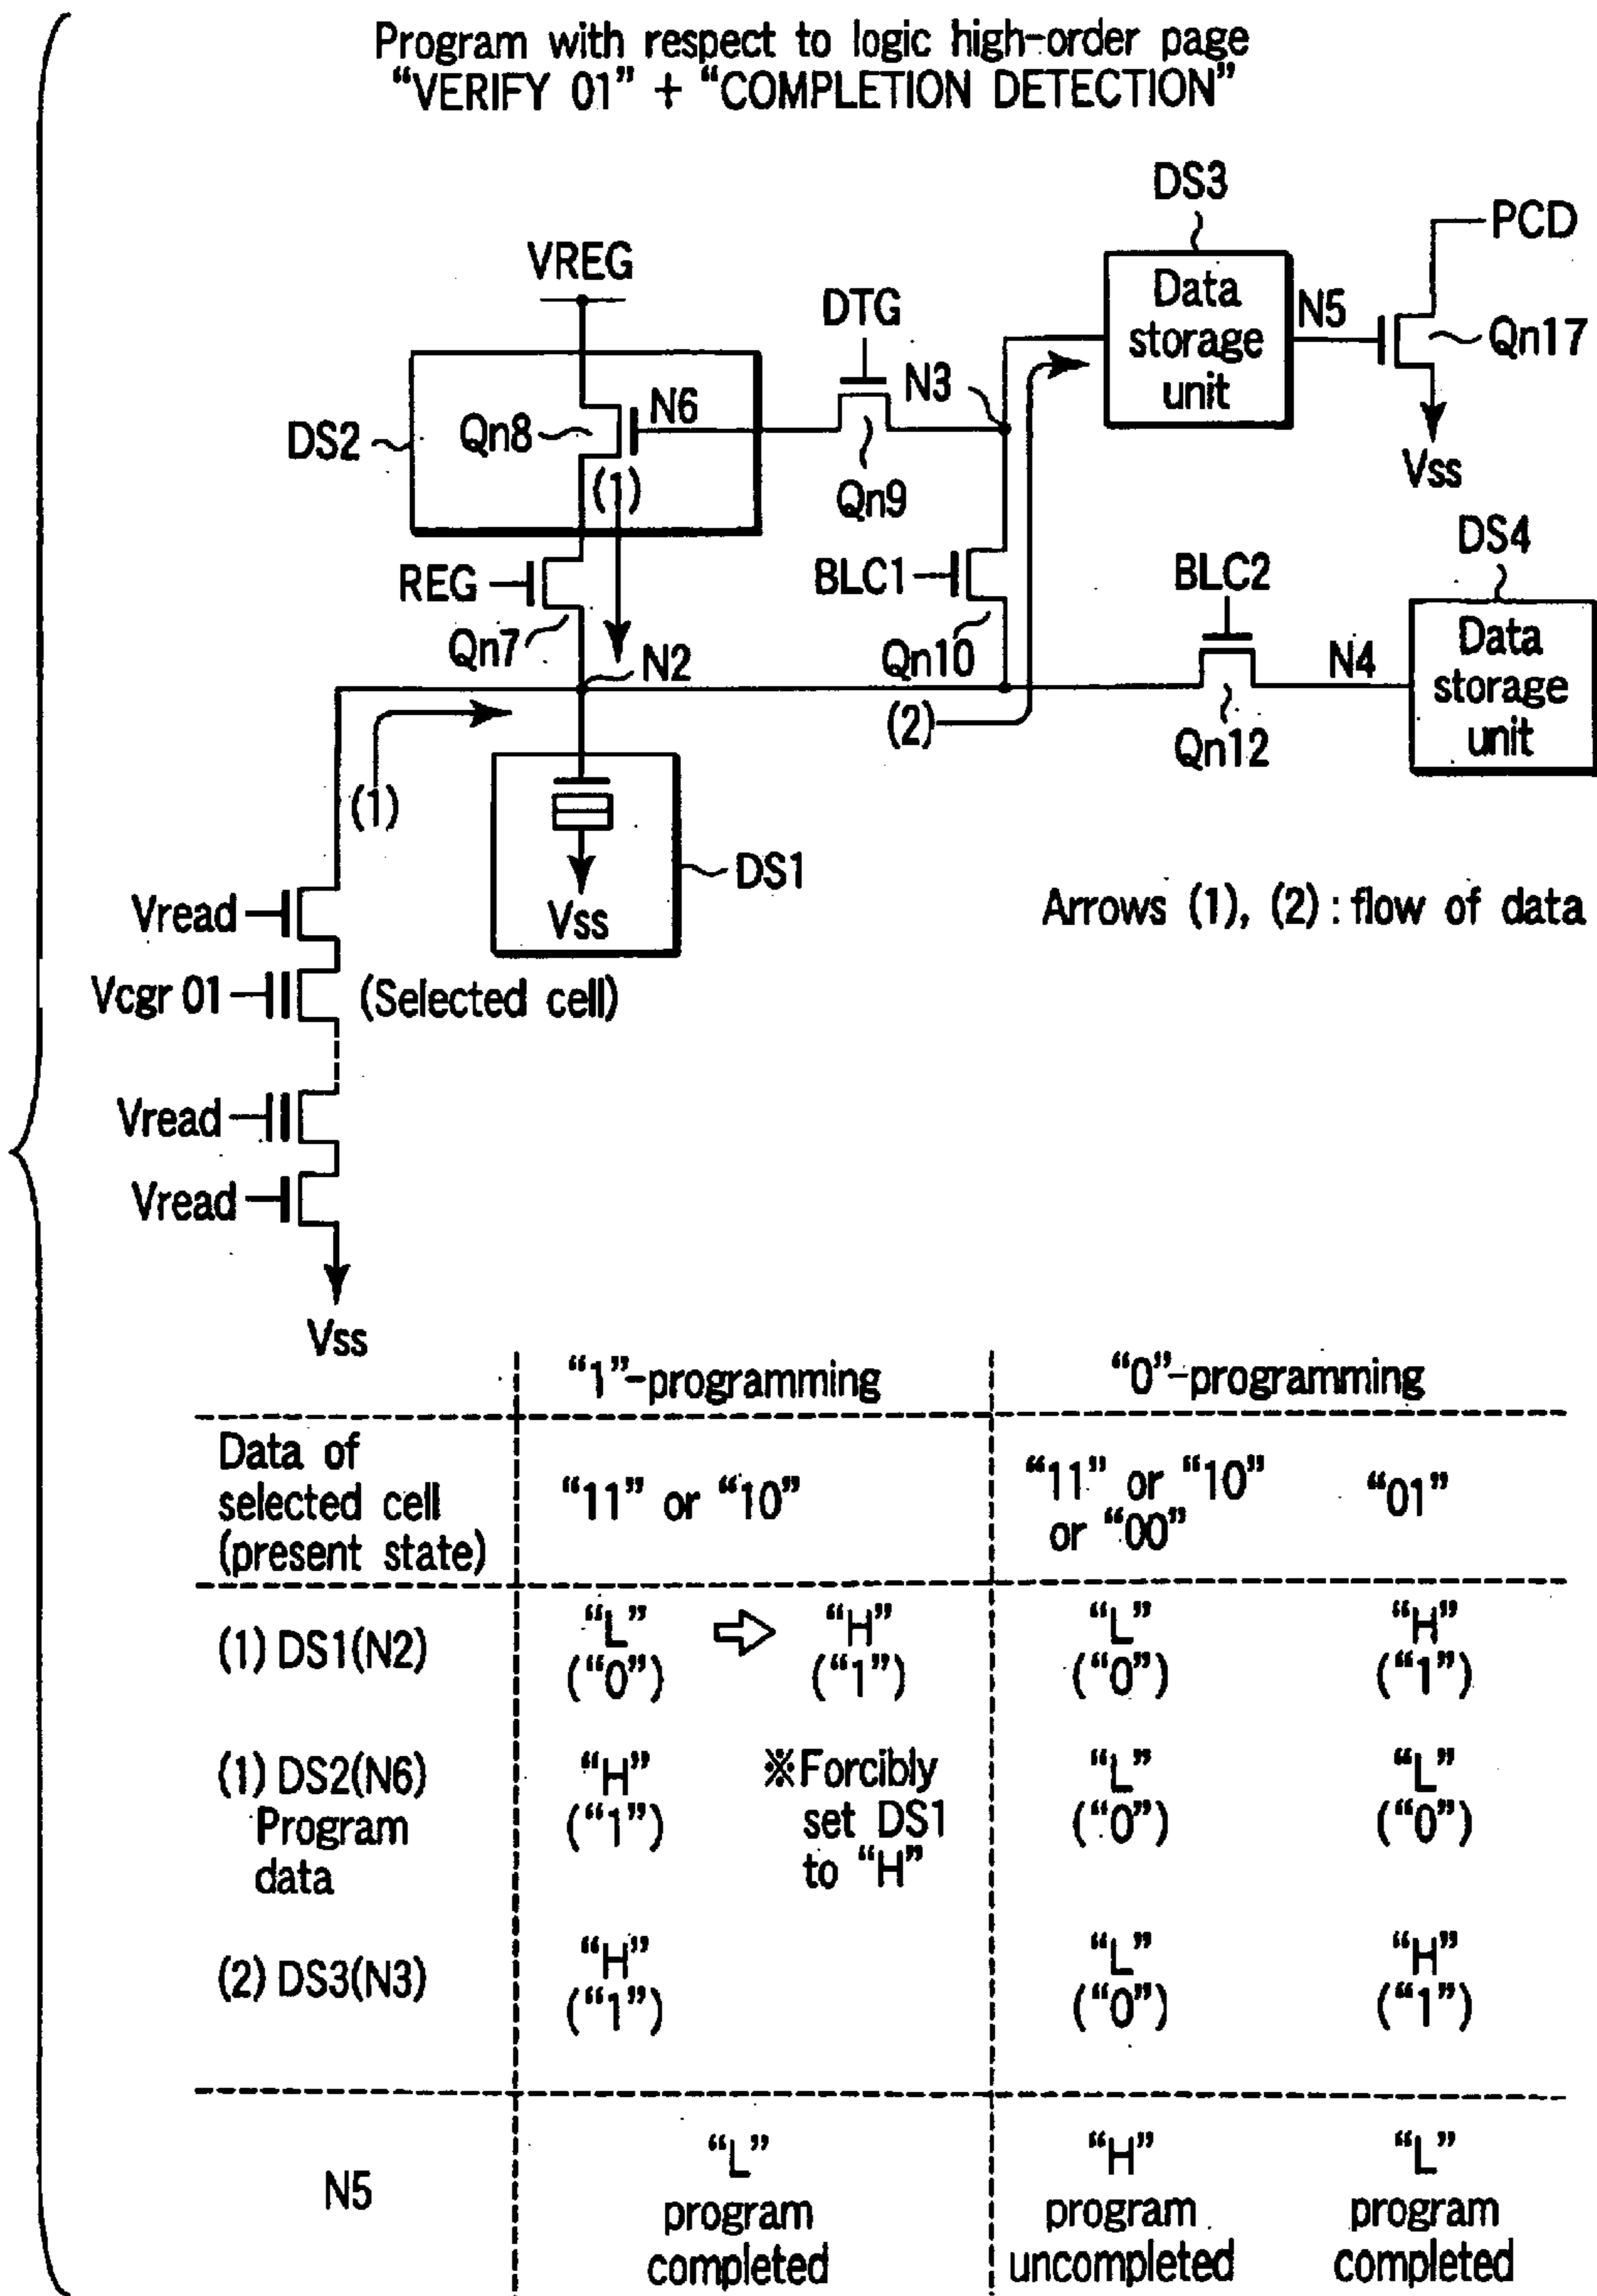 Program with respect to logic high-order page
“VERIFY 01” + “COMPLETION DETECTION”
DS3
PCD
VREG
Data
storage
unit
DTG
N5
Qn17
N3
N6
Qn8
DS2
(1)
Vss
Qn9
DS4
REG
BLC1
BLC2
Qn7
Qn10
Data
storage
unit
N2
N4
(2)
Qn12
(1)
DS1
Vss
Arrows (1), (2) : flow of data
Vread
Vcgr 01
(Selected cell)
Vread
Vread
Vss
“1”-programming “0”-programming
Data of
selected cell
(present state)
“11” or “10”
“11” or “10”
or “00”
“01”
(1) DS1(N2)
“L” ⇨ “H” “L” “H”
(“0”) (“1”) (“0”) (“1”)
(1) DS2(N6)
Program
data
“H” “L” “L”
(“1”) (“0”) (“0”)
※Forcibly
set DS1
to “H”
(2) DS3(N3)
“H” “L” “H”
(“1”) (“0”) (“1”)
N5
“L”
program
completed
“H”
program
uncompleted
“L”
program
completed